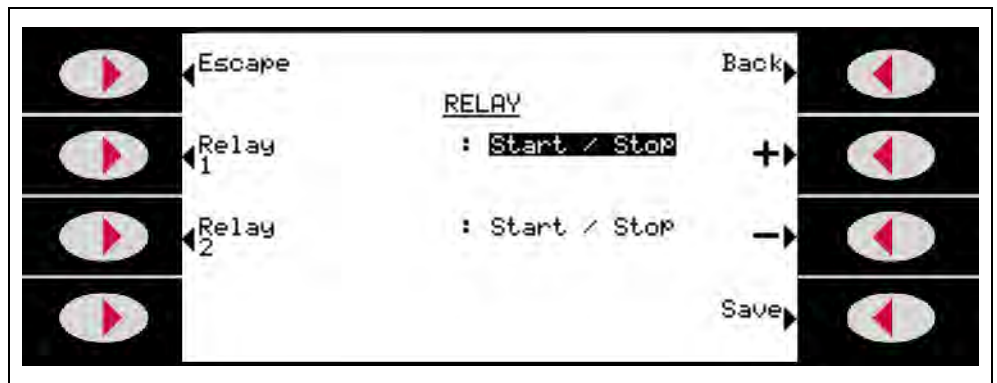 Escape
Back
RELAY
Relay 1 : Start / Stop
+
Relay 2 : Start / Stop
−
Save